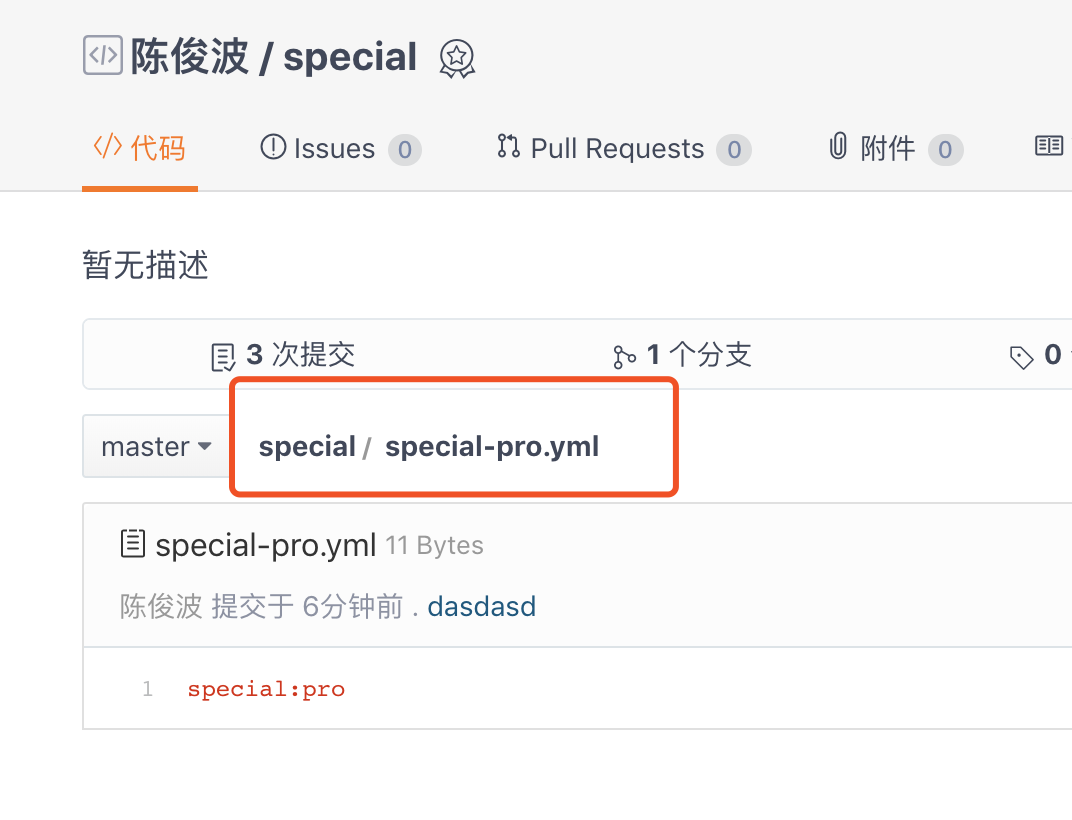 陈俊波 / special
代码 Issues 0 Pull Requests 0 附件 0
暂无描述
3 次提交 1 个分支 0
master special / special-pro.yml
special-pro.yml 11 Bytes
陈俊波 提交于 6分钟前 . dasdasd
1 special:pro